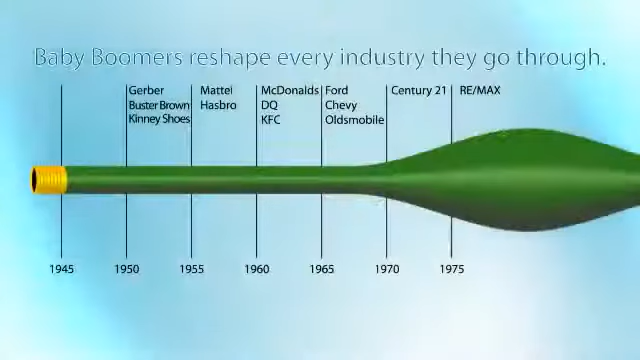 Baby Boomers reshape every industry they go through.
Gerber
Buster Brown
Kinney Shoes
Mattel
Hasbro
McDonalds
DQ
KFC
Ford
Chevy
Oldsmobile
Century 21
RE/MAX
1945 1950 1955 1960 1965 1970 1975